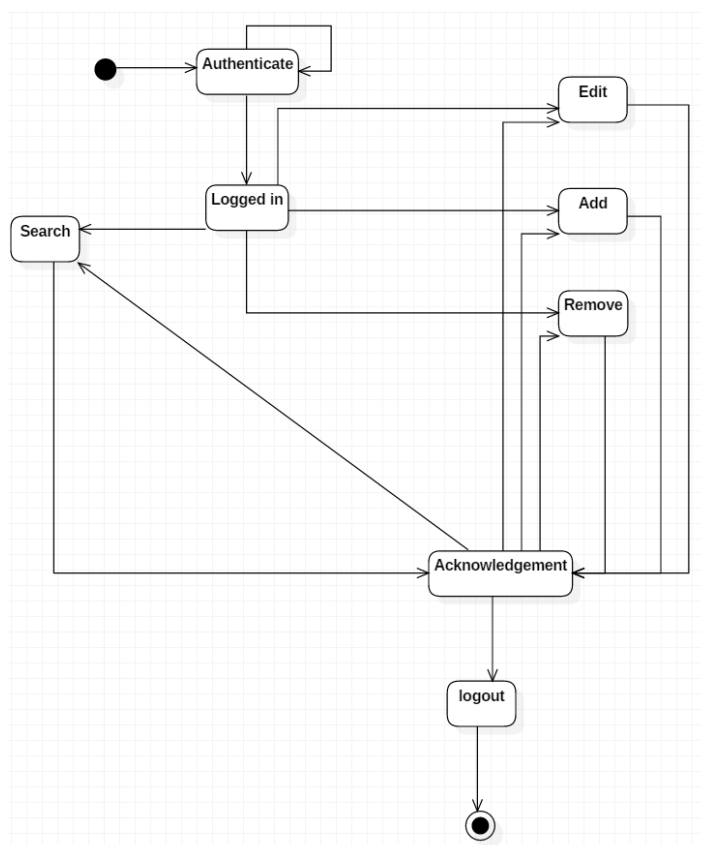 Authenticate
Edit
Logged in
Add
Search
Remove
Acknowledgement
logout